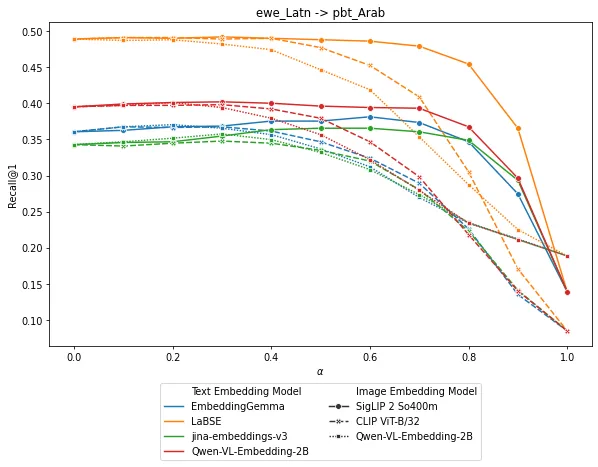 ewe_Latn -> pbt_Arab
Recall@1
0.50
0.45
0.40
0.35
0.30
0.25
0.20
0.15
0.10
0.0 0.2 0.4 0.6 0.8 1.0
α
Text Embedding Model
EmbeddingGemma
LaBSE
jina-embeddings-v3
Qwen-VL-Embedding-2B
Image Embedding Model
SigLIP 2 So400m
CLIP ViT-B/32
Qwen-VL-Embedding-2B